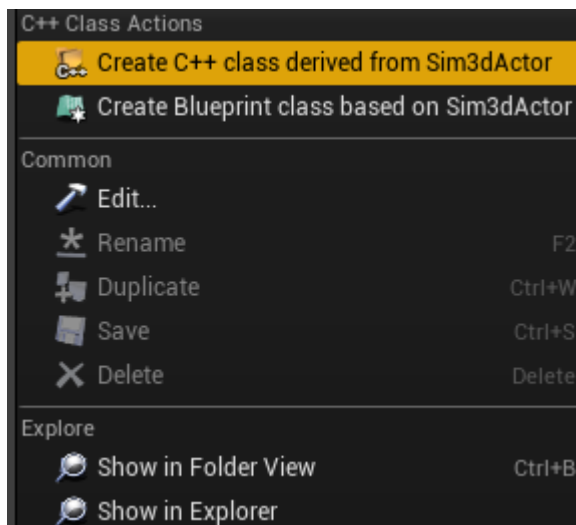 C++ Class Actions
C++ Create C++ class derived from Sim3dActor
Create Blueprint class based on Sim3dActor
Common
Edit...
Rename F2
Duplicate Ctrl+W
Save Ctrl+S
Delete Delete
Explore
Show in Folder View Ctrl+B
Show in Explorer